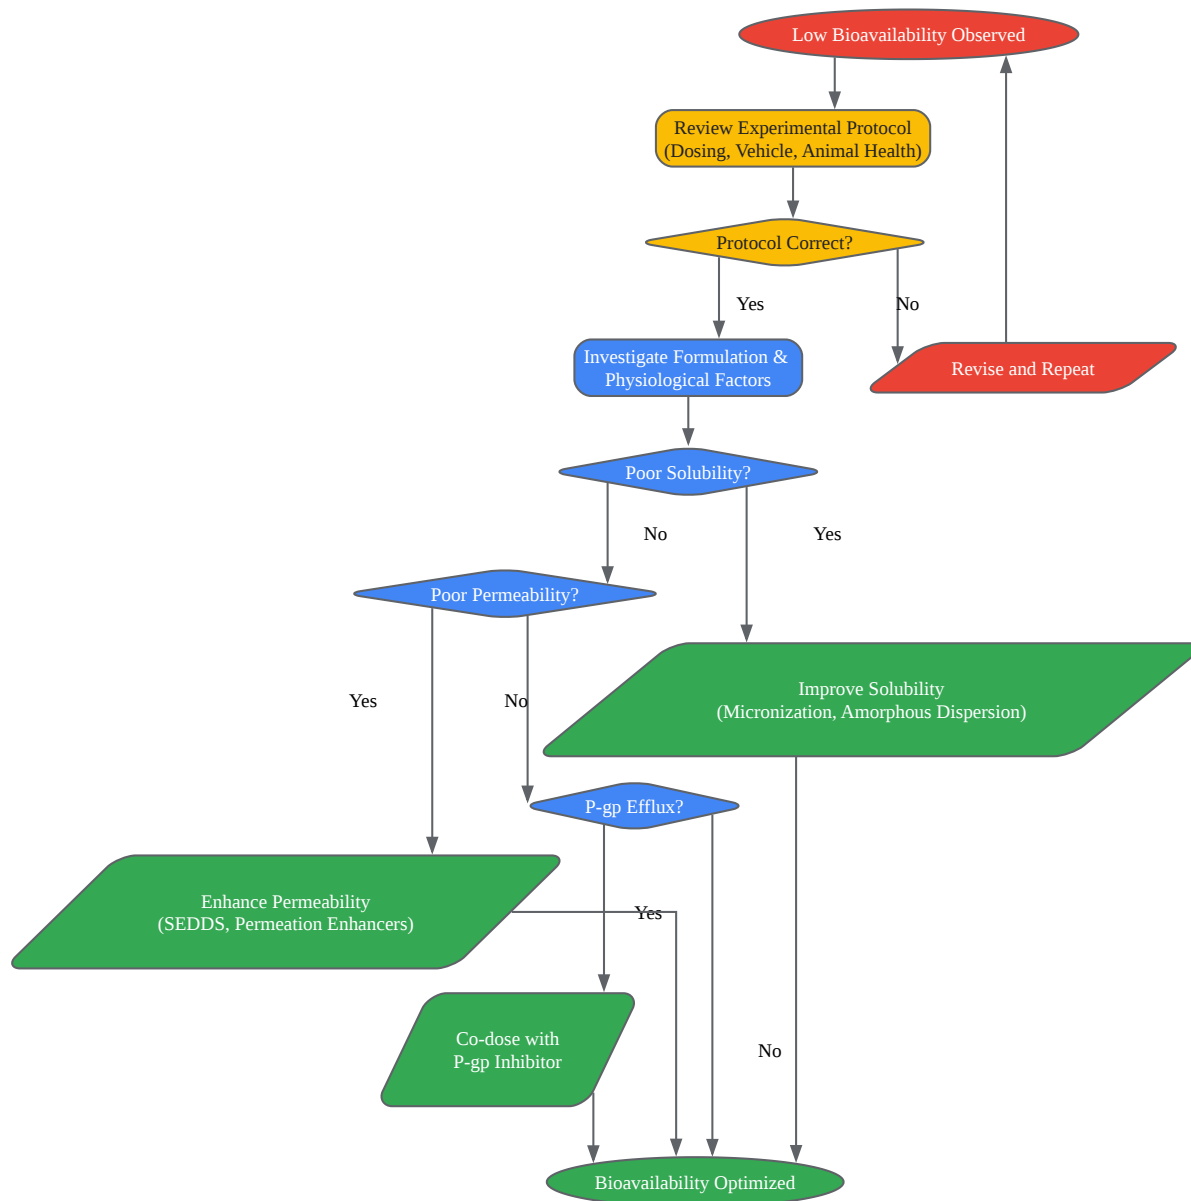 Low Bioavailability Observed
Review Experimental Protocol
(Dosing, Vehicle, Animal Health)
Protocol Correct?
Yes
No
Investigate Formulation &
Physiological Factors
Revise and Repeat
Poor Solubility?
No
Yes
Poor Permeability?
Yes
No
Improve Solubility
(Micronization, Amorphous Dispersion)
P-gp Efflux?
Enhance Permeability
(SEDDS, Permeation Enhancers)
Yes
Co-dose with
P-gp Inhibitor
No
Bioavailability Optimized